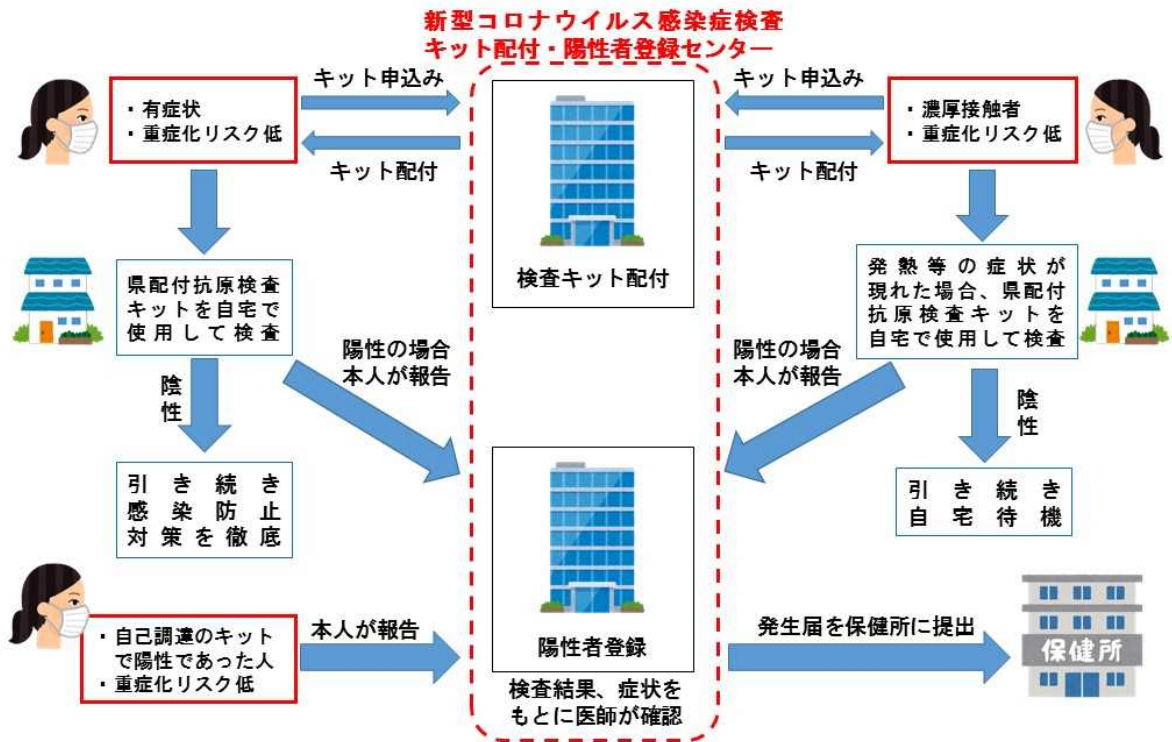 新型コロナウイルス感染症検査
キット配付・陽性者登録センター
・有症状
・重症化リスク低
キット申込み
キット配付
検査キット配付
キット申込み
キット配付
・濃厚接触者
・重症化リスク低
県配付抗原検査
キットを自宅で
使用して検査
発熱等の症状が
現れた場合、県配付
抗原検査キットを
自宅で使用して検査
陽性の場合
本人が報告
陽性の場合
本人が報告
陰性
陰性
引き続き
感染防止
対策を徹底
引き続き
自宅待機
・自己調達のキット
で陽性であった人
・重症化リスク低
本人が報告
陽性者登録
検査結果、症状を
もとに医師が確認
発生届を保健所に提出
保健所